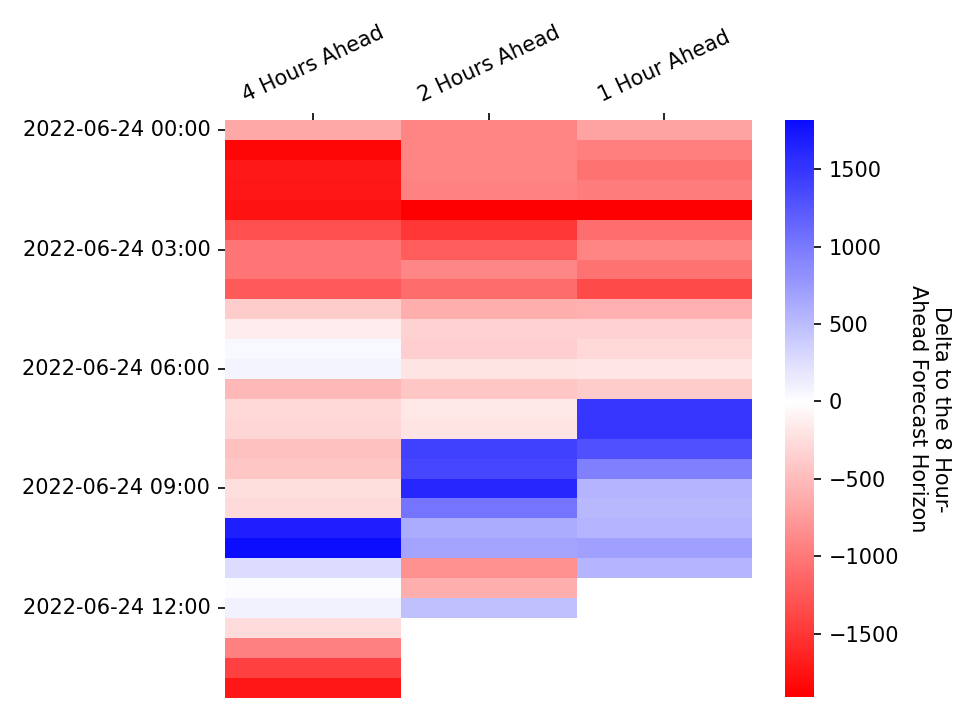 4 Hours Ahead
2 Hours Ahead
1 Hour Ahead
2022-06-24 00:00
2022-06-24 03:00
2022-06-24 06:00
2022-06-24 09:00
2022-06-24 12:00
1500
1000
500
0
−500
−1000
−1500
Delta to the 8 Hour-
Ahead Forecast Horizon